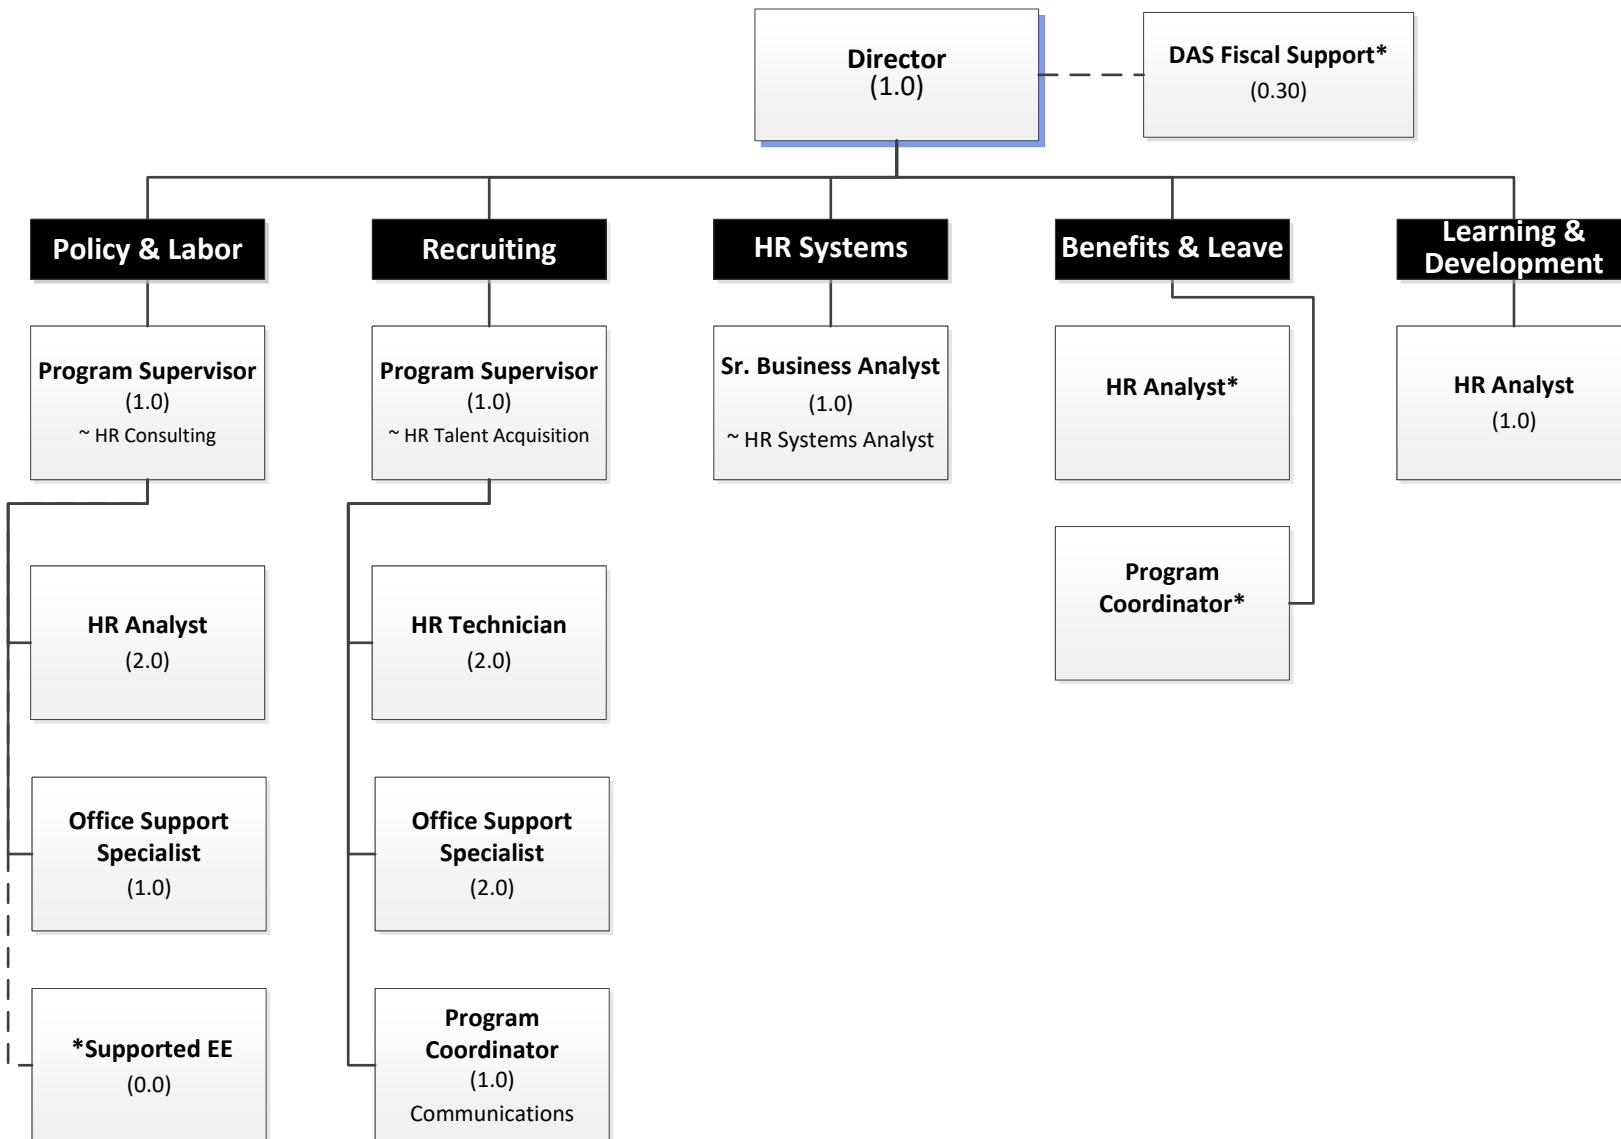 Director
(1.0)
DAS Fiscal Support*
(0.30)
Policy & Labor
Recruiting
HR Systems
Benefits & Leave
Learning &
Development
Program Supervisor
(1.0)
~ HR Consulting
Program Supervisor
(1.0)
~ HR Talent Acquisition
Sr. Business Analyst
(1.0)
~ HR Systems Analyst
HR Analyst*
HR Analyst
(1.0)
HR Analyst
(2.0)
HR Technician
(2.0)
Program
Coordinator*
Office Support
Specialist
(1.0)
Office Support
Specialist
(2.0)
*Supported EE
(0.0)
Program
Coordinator
(1.0)
Communications